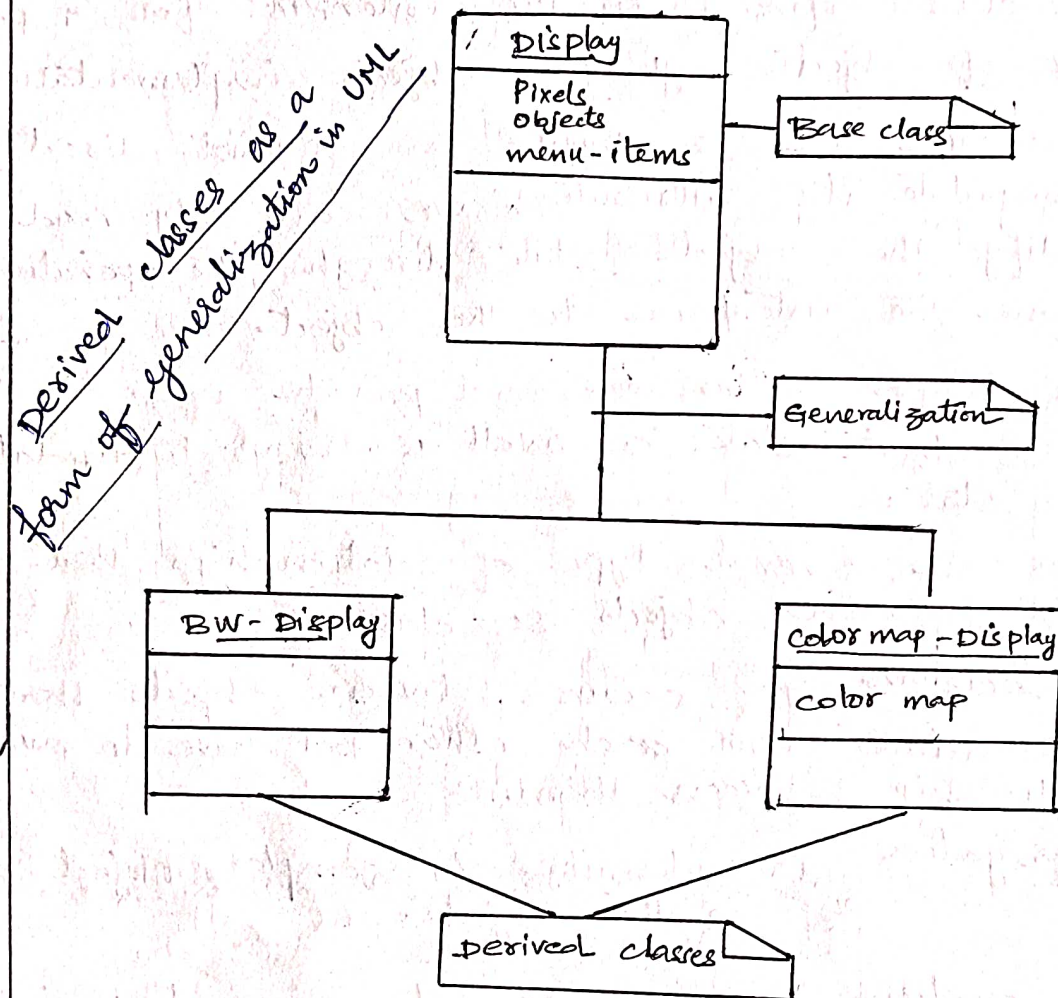 Derived classes as a
form of generalization in UML
Display
Pixels
objects
menu-items
Base class
Generalization
BW-Display
color map-Display
color map
Derived classes